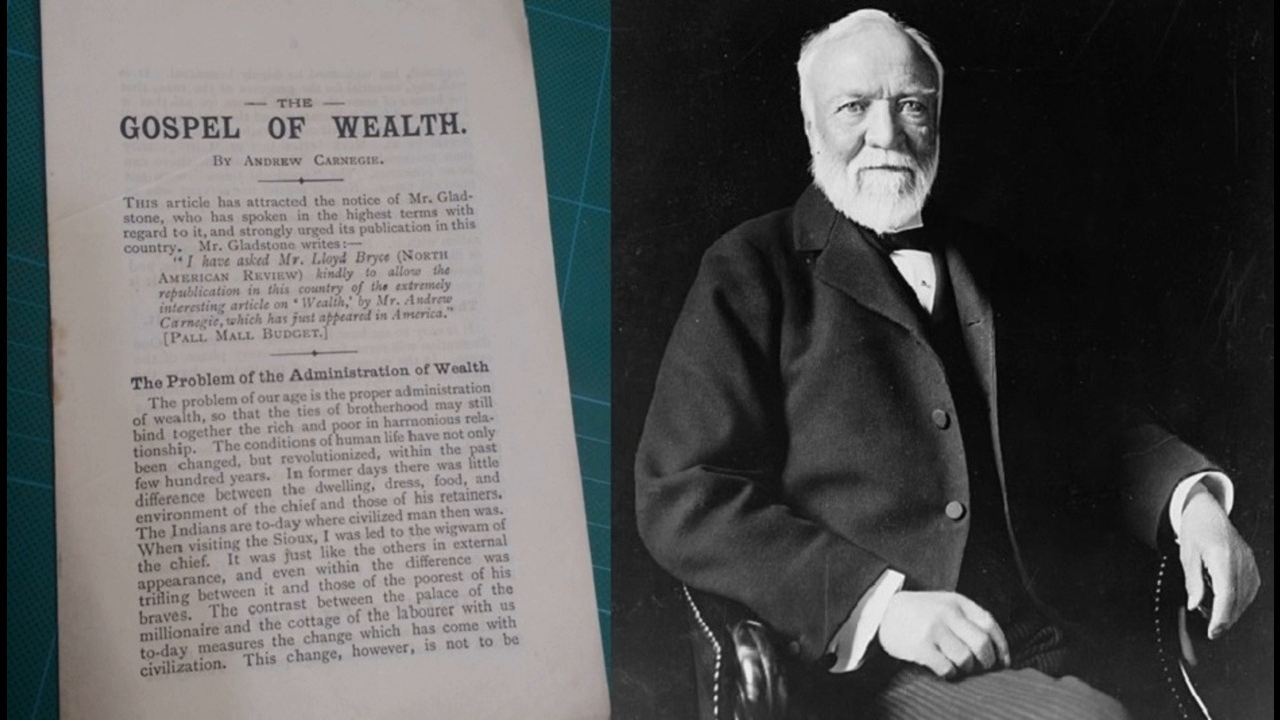 — THE —
GOSPEL OF WEALTH.
BY ANDREW CARNEGIE.
THIS article has attracted the notice of Mr. Glad-
stone, who has spoken in the highest terms with
regard to it, and strongly urged its publication in this
country. Mr. Gladstone writes:—
"I have asked Mr. Lloyd Bryce (NORTH
AMERICAN REVIEW) kindly to allow the
republication in this country of the extremely
interesting article on 'Wealth,' by Mr. Andrew
Carnegie, which has just appeared in America."
[PALL MALL BUDGET.]
The Problem of the Administration of Wealth
The problem of our age is the proper administration
of wealth, so that the ties of brotherhood may still
bind together the rich and poor in harmonious rela-
tionship. The conditions of human life have not only
been changed, but revolutionized, within the past
few hundred years. In former days there was little
difference between the dwelling, dress, food, and
environment of the chief and those of his retainers.
The Indians are to-day where civilized man then was.
When visiting the Sioux, I was led to the wigwam of
the chief. It was just like the others in external
appearance, and even within the difference was
trifling between it and those of the poorest of his
braves. The contrast between the palace of the
millionaire and the cottage of the labourer with us
to-day measures the change which has come with
civilization. This change, however, is not to be